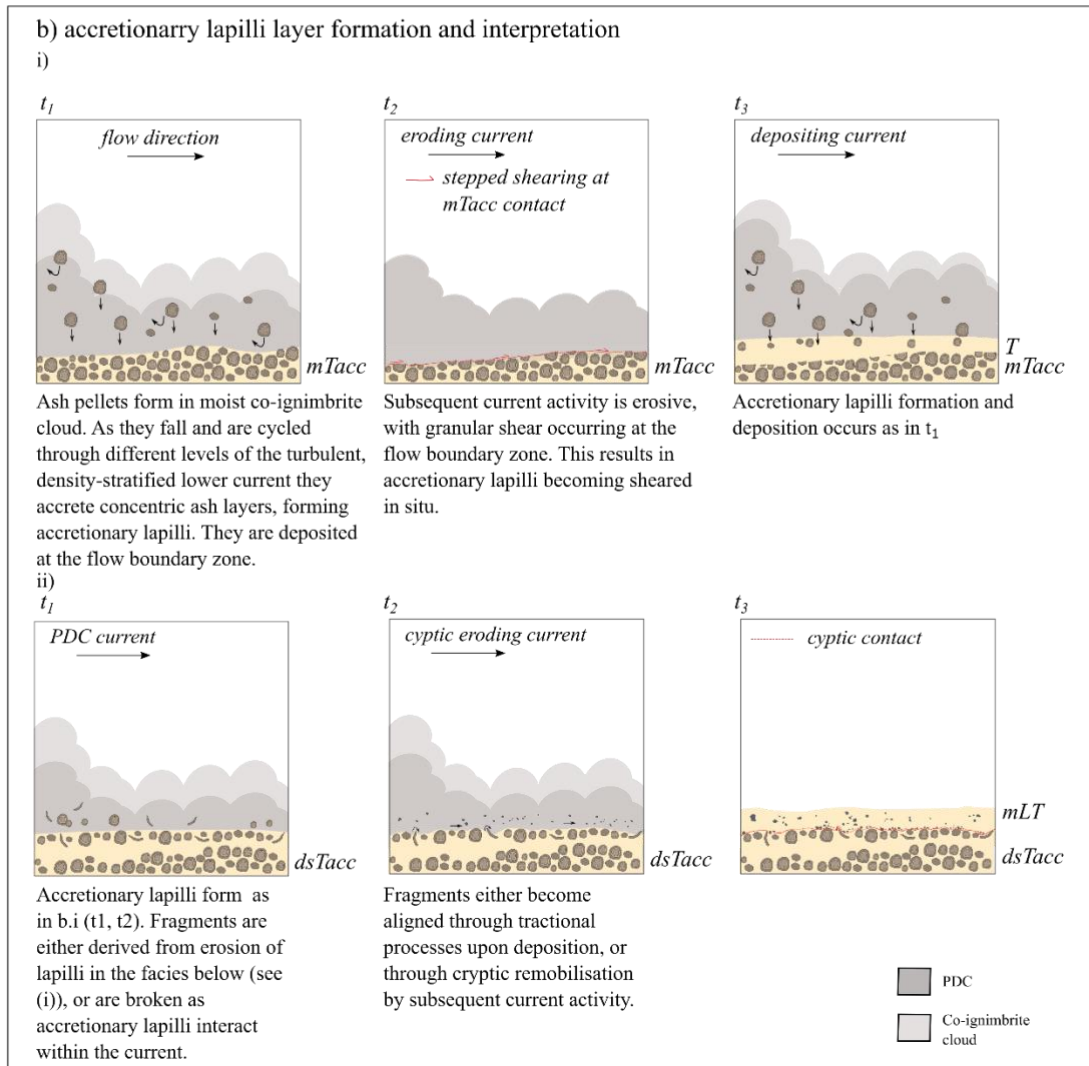 b) accretionarry lapilli layer formation and interpretation
i)
t1
flow direction
mTacc
Ash pellets form in moist co-ignimbrite
cloud. As they fall and are cycled
through different levels of the turbulent,
density-stratified lower current they
accrete concentric ash layers, forming
accretionary lapilli. They are deposited
at the flow boundary zone.
t2
eroding current
stepped shearing at
mTacc contact
mTacc
Subsequent current activity is erosive,
with granular shear occurring at the
flow boundary zone. This results in
accretionary lapilli becoming sheared
in situ.
t3
depositing current
T
mTacc
Accretionary lapilli formation and
deposition occurs as in t1
ii)
t1
PDC current
dsTacc
Accretionary lapilli form as
in b.i (t1, t2). Fragments are
either derived from erosion of
lapilli in the facies below (see
(i)), or are broken as
accretionary lapilli interact
within the current.
t2
cyptic eroding current
dsTacc
Fragments either become
aligned through tractional
processes upon deposition, or
through cryptic remobilisation
by subsequent current activity.
t3
cyptic contact
mLT
dsTacc
PDC
Co-ignimbrite
cloud